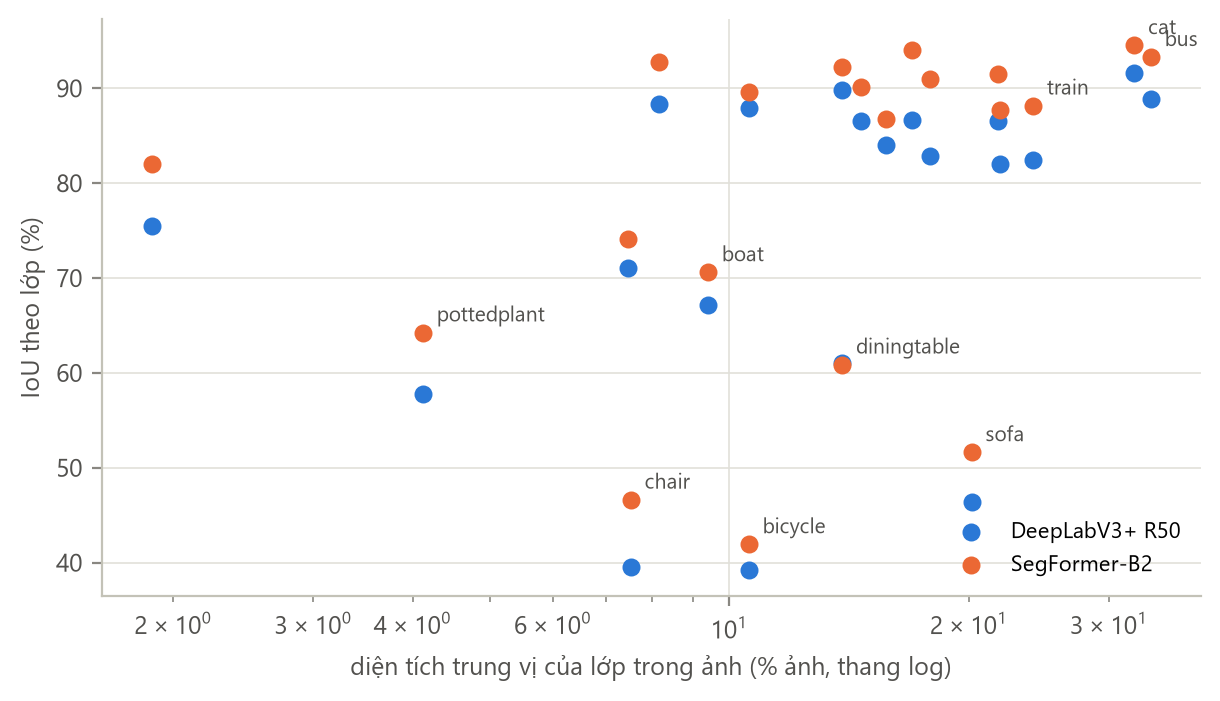 cat
bus
90
train
80
boat
70
pottedplant
diningtable
60
sofa
50
chair
bicycle
DeepLabV3+ R50
SegFormer-B2
40
IoU theo lớp (%)
2 × 10⁰
3 × 10⁰
4 × 10⁰
6 × 10⁰
10¹
2 × 10¹
3 × 10¹
diện tích trung vị của lớp trong ảnh (% ảnh, thang log)